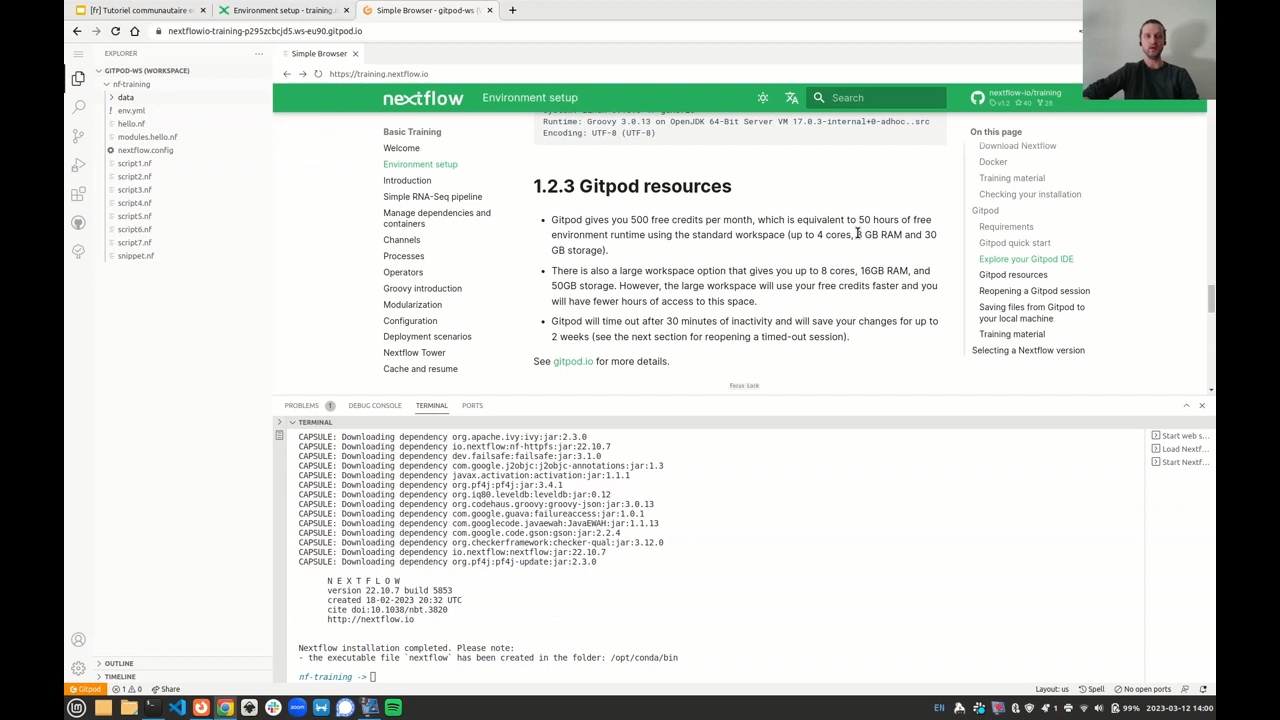 [fr] Tutoriel communautaire e
Environment setup - training.n
Simple Browser - gitpod-ws (W
nextflowio-training-p295zcbcjd5.ws-eu90.gitpod.io
EXPLORER
GITPOD-WS (WORKSPACE)
nf-training
data
env.yml
hello.nf
modules.hello.nf
nextflow.config
script1.nf
script2.nf
script3.nf
script4.nf
script5.nf
script6.nf
script7.nf
snippet.nf
OUTLINE
TIMELINE
Simple Browser
https://training.nextflow.io
nextflow
Environment setup
Search
nextflow-io/training
v1.2 40 28
Basic Training
Welcome
Environment setup
Introduction
Simple RNA-Seq pipeline
Manage dependencies and
containers
Channels
Processes
Operators
Groovy introduction
Modularization
Configuration
Deployment scenarios
Nextflow Tower
Cache and resume
Runtime: Groovy 3.0.13 on OpenJDK 64-Bit Server VM 17.0.3-internal+0-adhoc..src
Encoding: UTF-8 (UTF-8)
1.2.3 Gitpod resources
Gitpod gives you 500 free credits per month, which is equivalent to 50 hours of free
environment runtime using the standard workspace (up to 4 cores, 8 GB RAM and 30
GB storage).
There is also a large workspace option that gives you up to 8 cores, 16GB RAM, and
50GB storage. However, the large workspace will use your free credits faster and you
will have fewer hours of access to this space.
Gitpod will time out after 30 minutes of inactivity and will save your changes for up to
2 weeks (see the next section for reopening a timed-out session).
See gitpod.io for more details.
Focus Lock
On this page
Download Nextflow
Docker
Training material
Checking your installation
Gitpod
Requirements
Gitpod quick start
Explore your Gitpod IDE
Gitpod resources
Reopening a Gitpod session
Saving files from Gitpod to
your local machine
Training material
Selecting a Nextflow version
PROBLEMS 1 DEBUG CONSOLE TERMINAL PORTS
TERMINAL
CAPSULE: Downloading dependency org.apache.ivy:ivy:jar:2.3.0
CAPSULE: Downloading dependency io.nextflow:nf-httpfs:jar:22.10.7
CAPSULE: Downloading dependency dev.failsafe:failsafe:jar:3.1.0
CAPSULE: Downloading dependency com.google.j2objc:j2objc-annotations:jar:1.3
CAPSULE: Downloading dependency javax.activation:activation:jar:1.1.1
CAPSULE: Downloading dependency org.pf4j:pf4j:jar:3.4.1
CAPSULE: Downloading dependency org.iq80.leveldb:leveldb:jar:0.12
CAPSULE: Downloading dependency org.codehaus.groovy:groovy-json:jar:3.0.13
CAPSULE: Downloading dependency com.google.guava:failureaccess:jar:1.0.1
CAPSULE: Downloading dependency com.googlecode.javaewah:JavaEWAH:jar:1.1.13
CAPSULE: Downloading dependency com.google.code.gson:gson:jar:2.2.4
CAPSULE: Downloading dependency org.checkerframework:checker-qual:jar:3.12.0
CAPSULE: Downloading dependency io.nextflow:nextflow:jar:22.10.7
CAPSULE: Downloading dependency org.pf4j:pf4j-update:jar:2.3.0
N E X T F L O W
version 22.10.7 build 5853
created 18-02-2023 20:32 UTC
cite doi:10.1038/nbt.3820
http://nextflow.io
Nextflow installation completed. Please note:
- the executable file `nextflow` has been created in the folder: /opt/conda/bin
nf-training ->
Start web s...
Load Nextf...
Start Nextf...
Gitpod 1 0 Share
Layout: us Spell No open ports
EN 1 99% 2023-03-12 14:00